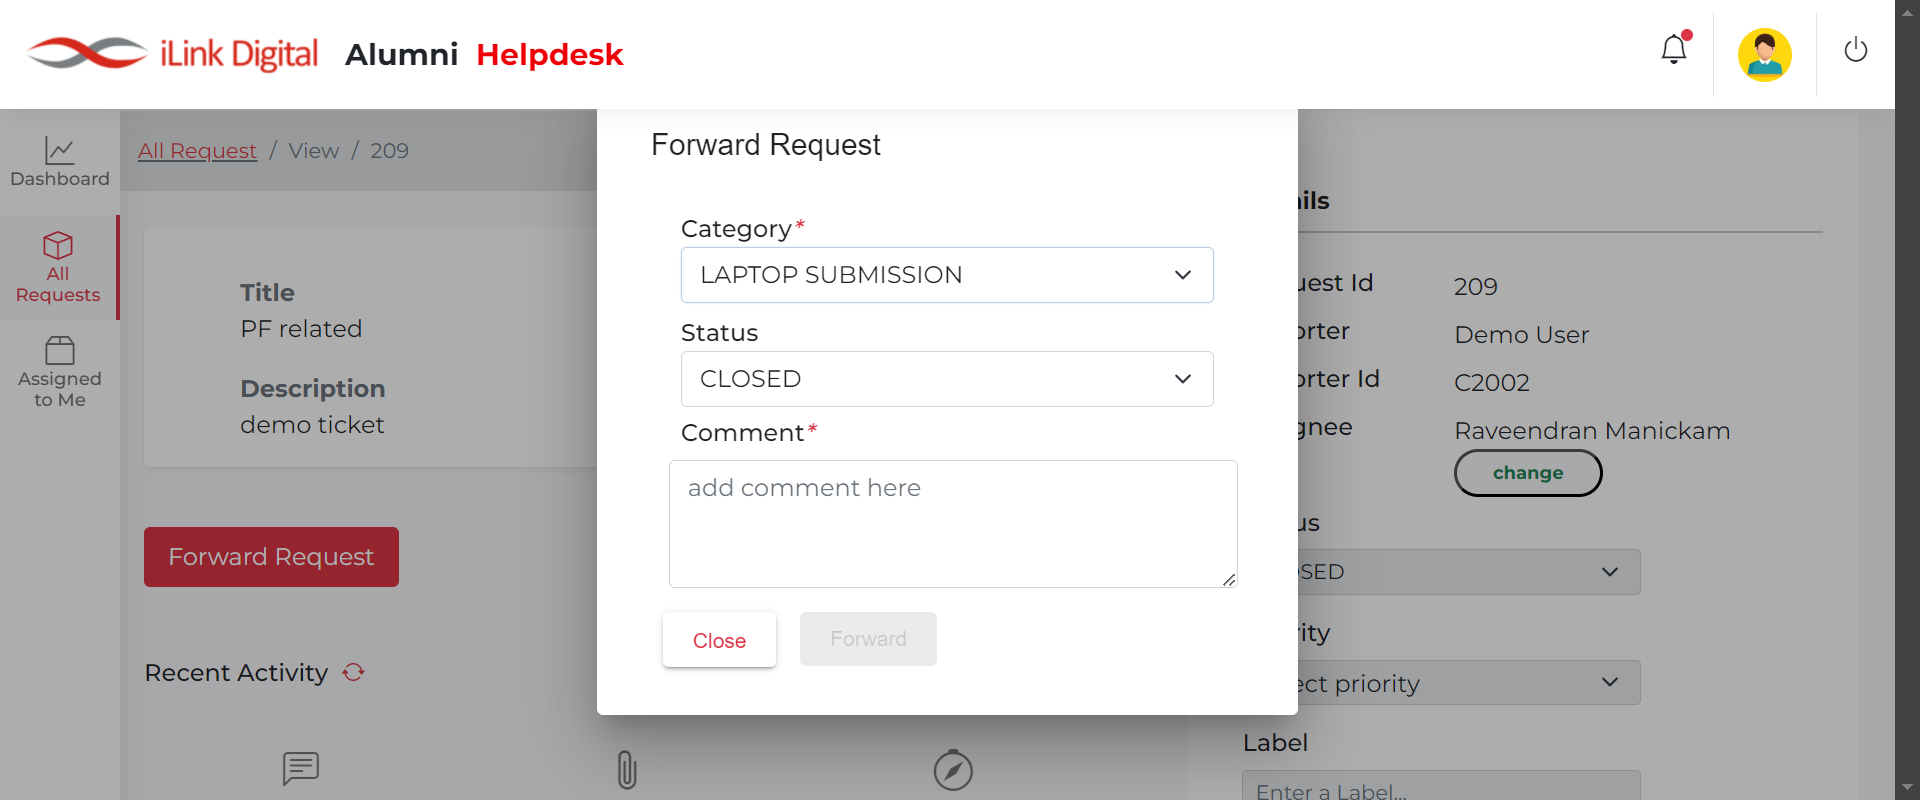 iLink Digital Alumni Helpdesk
Dashboard
All
Requests
Assigned
to Me
All Request / View / 209
Title
PF related
Description
demo ticket
Forward Request
Recent Activity
Forward Request
Category*
LAPTOP SUBMISSION
Status
CLOSED
Comment*
add comment here
Close Forward
ils
uest Id 209
orter Demo User
orter Id C2002
gnee Raveendran Manickam
change
us
SED
rity
ect priority
Label
Enter a Label...